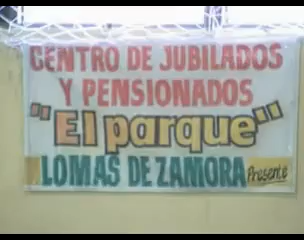 CENTRO DE JUBILADOS
Y PENSIONADOS
"El parque"
LOMAS DE ZAMORA Presente